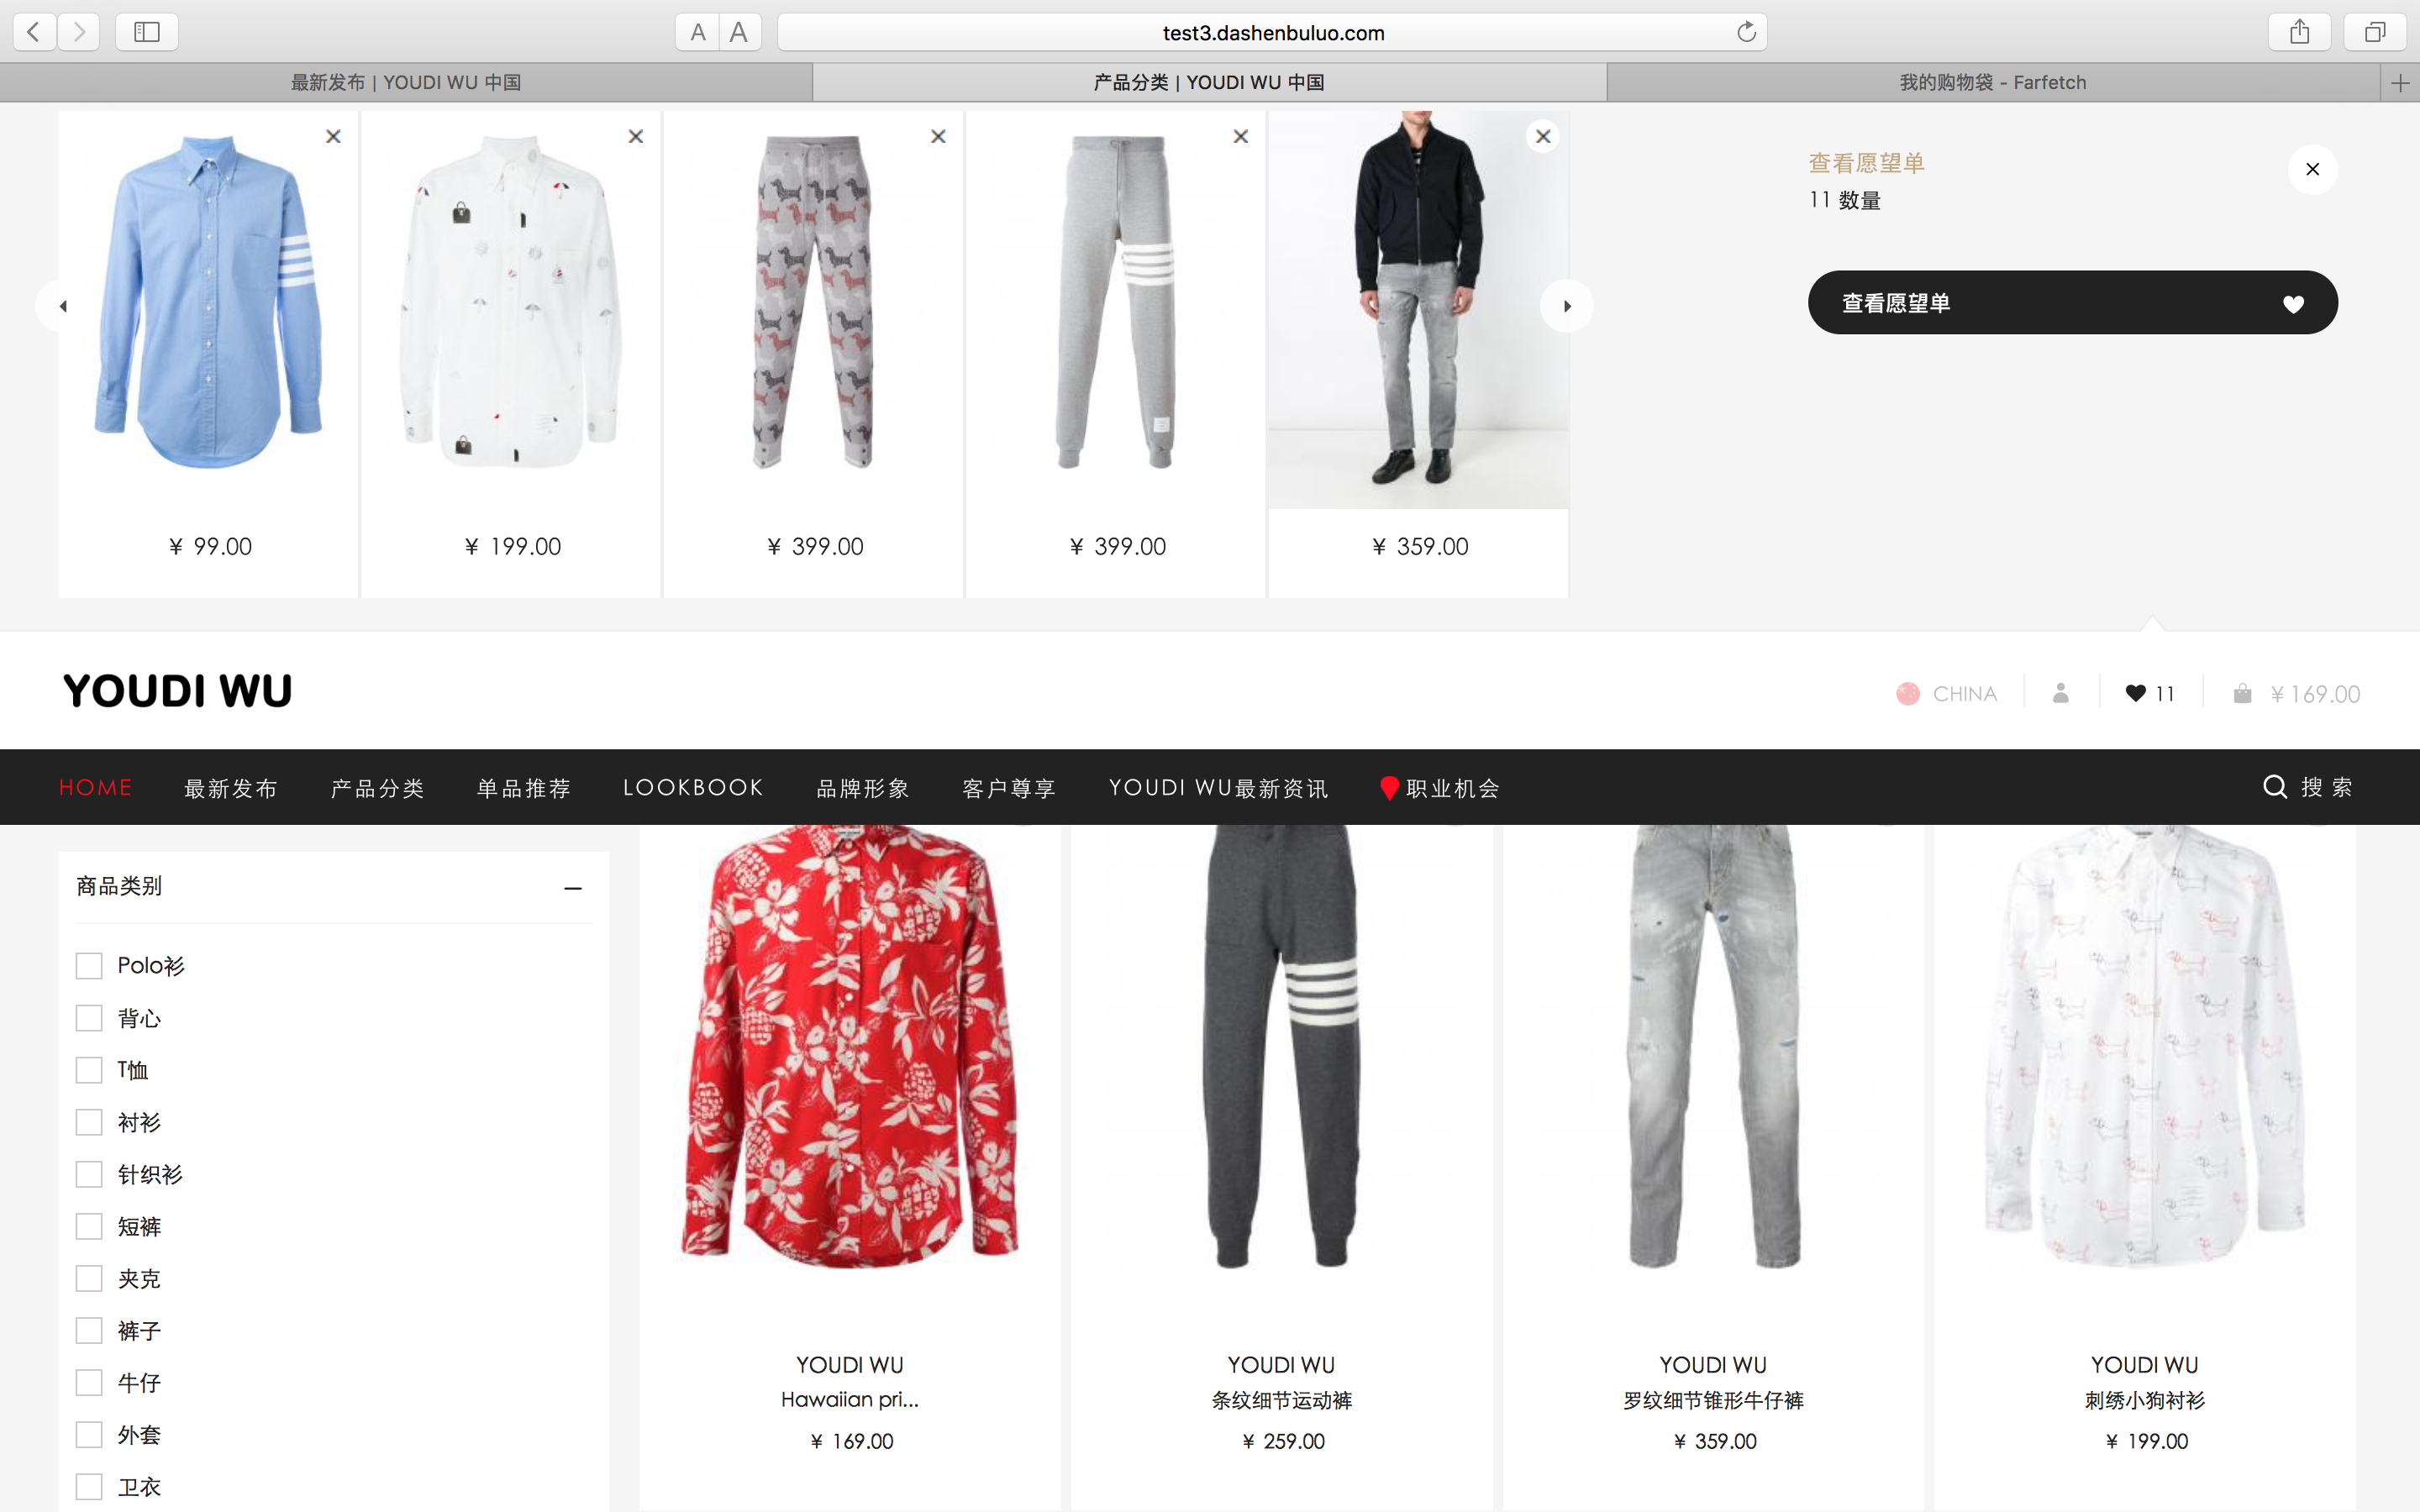 A A
test3.dashenbuluo.com
最新发布 | YOUDI WU 中国
产品分类 | YOUDI WU 中国
我的购物袋 - Farfetch
查看愿望单
11 数量
查看愿望单
¥ 99.00
¥ 199.00
¥ 399.00
¥ 399.00
¥ 359.00
YOUDI WU
CHINA
11
¥ 169.00
HOME
最新发布
产品分类
单品推荐
LOOKBOOK
品牌形象
客户尊享
YOUDI WU最新资讯
职业机会
搜 索
商品类别
Polo衫
背心
T恤
衬衫
针织衫
短裤
夹克
裤子
牛仔
外套
卫衣
YOUDI WU
Hawaiian pri...
¥ 169.00
YOUDI WU
条纹细节运动裤
¥ 259.00
YOUDI WU
罗纹细节锥形牛仔裤
¥ 359.00
YOUDI WU
刺绣小狗衬衫
¥ 199.00